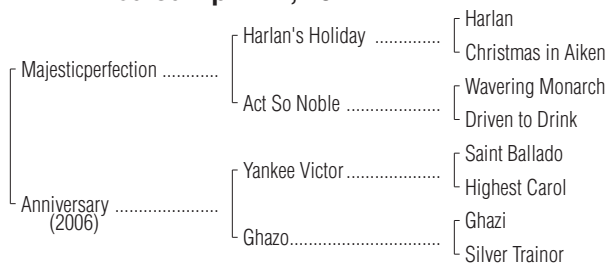 Harlan
Harlan's Holiday ..............
Christmas in Aiken
Majesticperfection ............
Wavering Monarch
Act So Noble .....................
Driven to Drink
Saint Ballado
Yankee Victor.....................
Highest Carol
Anniversary .......................
(2006)
Ghazi
Ghazo..................................
Silver Trainor